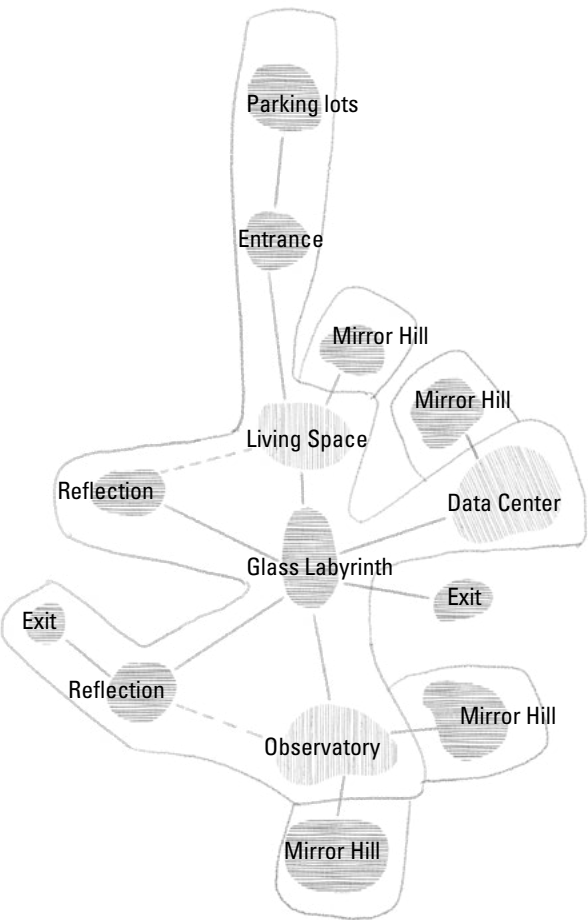 Parking lots
Entrance
Mirror Hill
Mirror Hill
Living Space
Reflection
Data Center
Glass Labyrinth
Exit
Exit
Reflection
Mirror Hill
Observatory
Mirror Hill